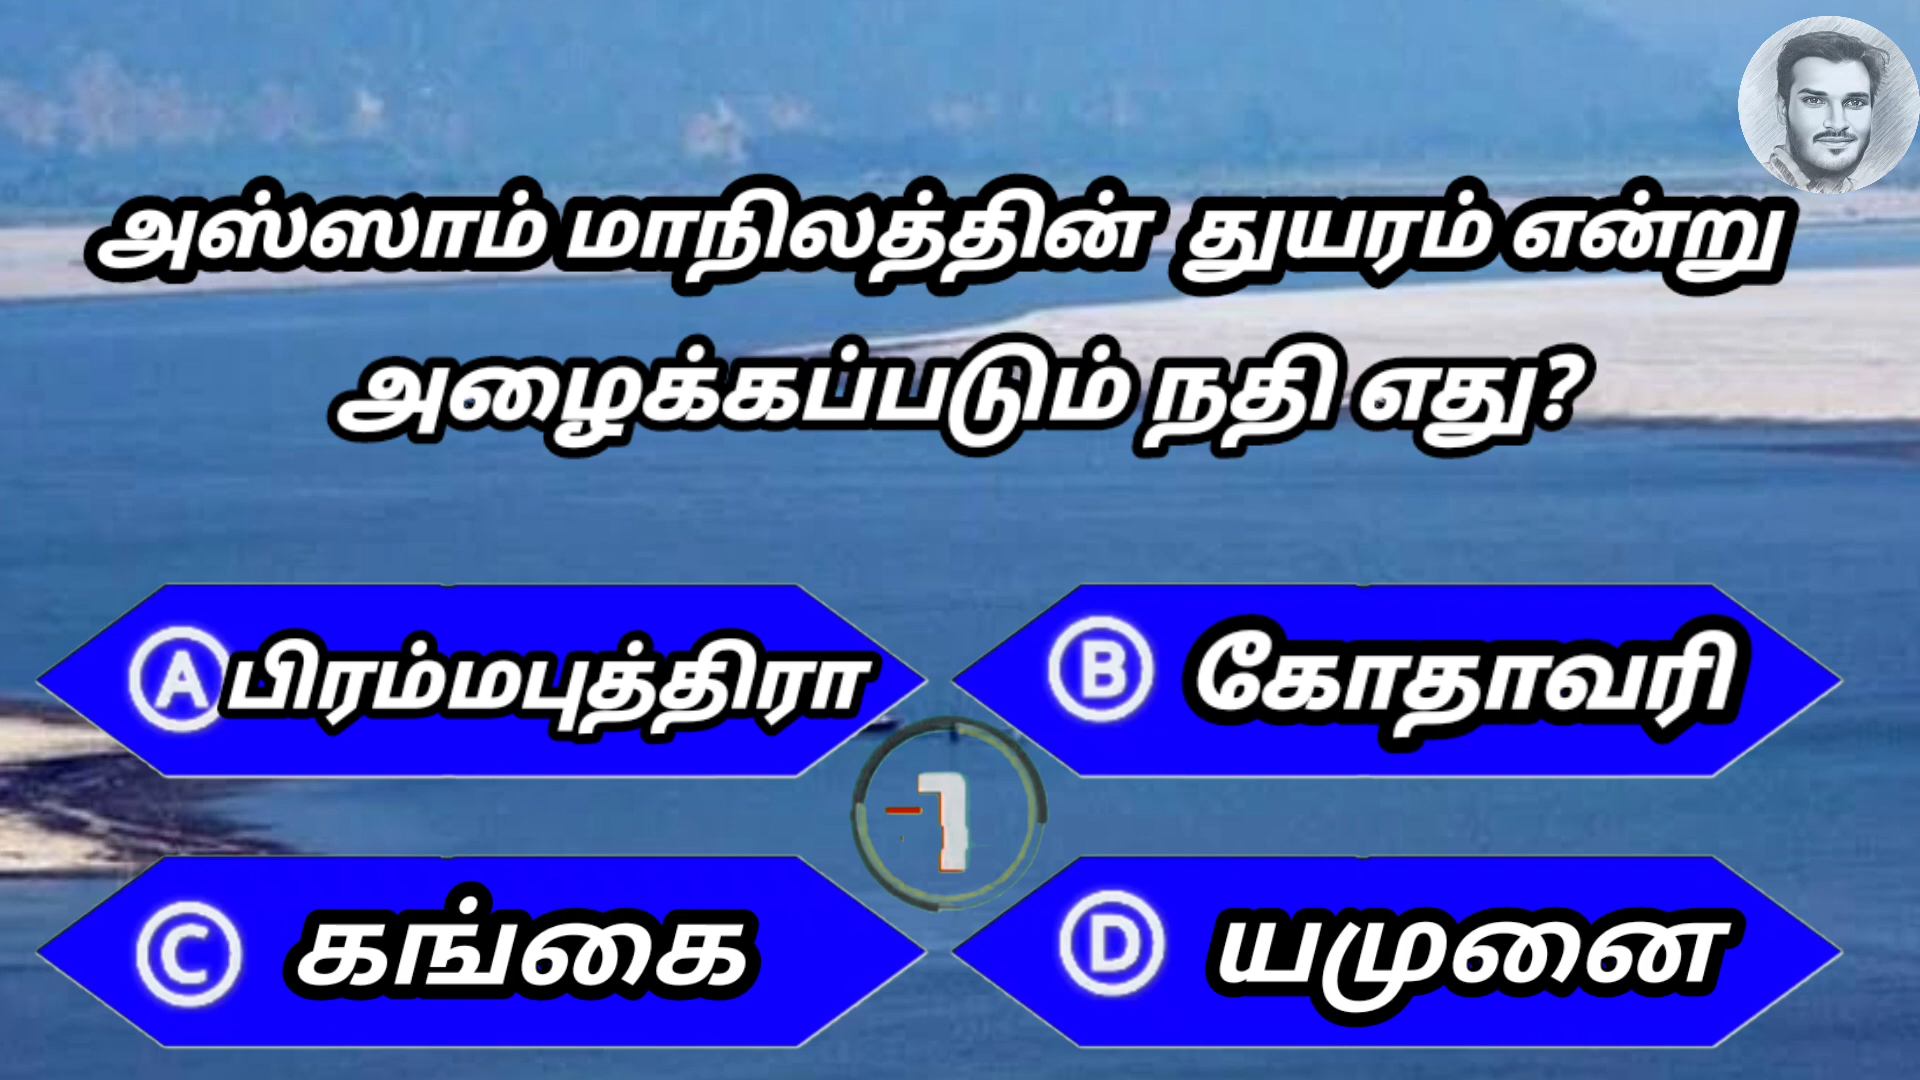 அஸ்ஸாம் மாநிலத்தின் துயரம் என்று
அழைக்கப்படும் நதி எது?
A பிரம்மபுத்திரா
B கோதாவரி
C கங்கை
D யமுனை